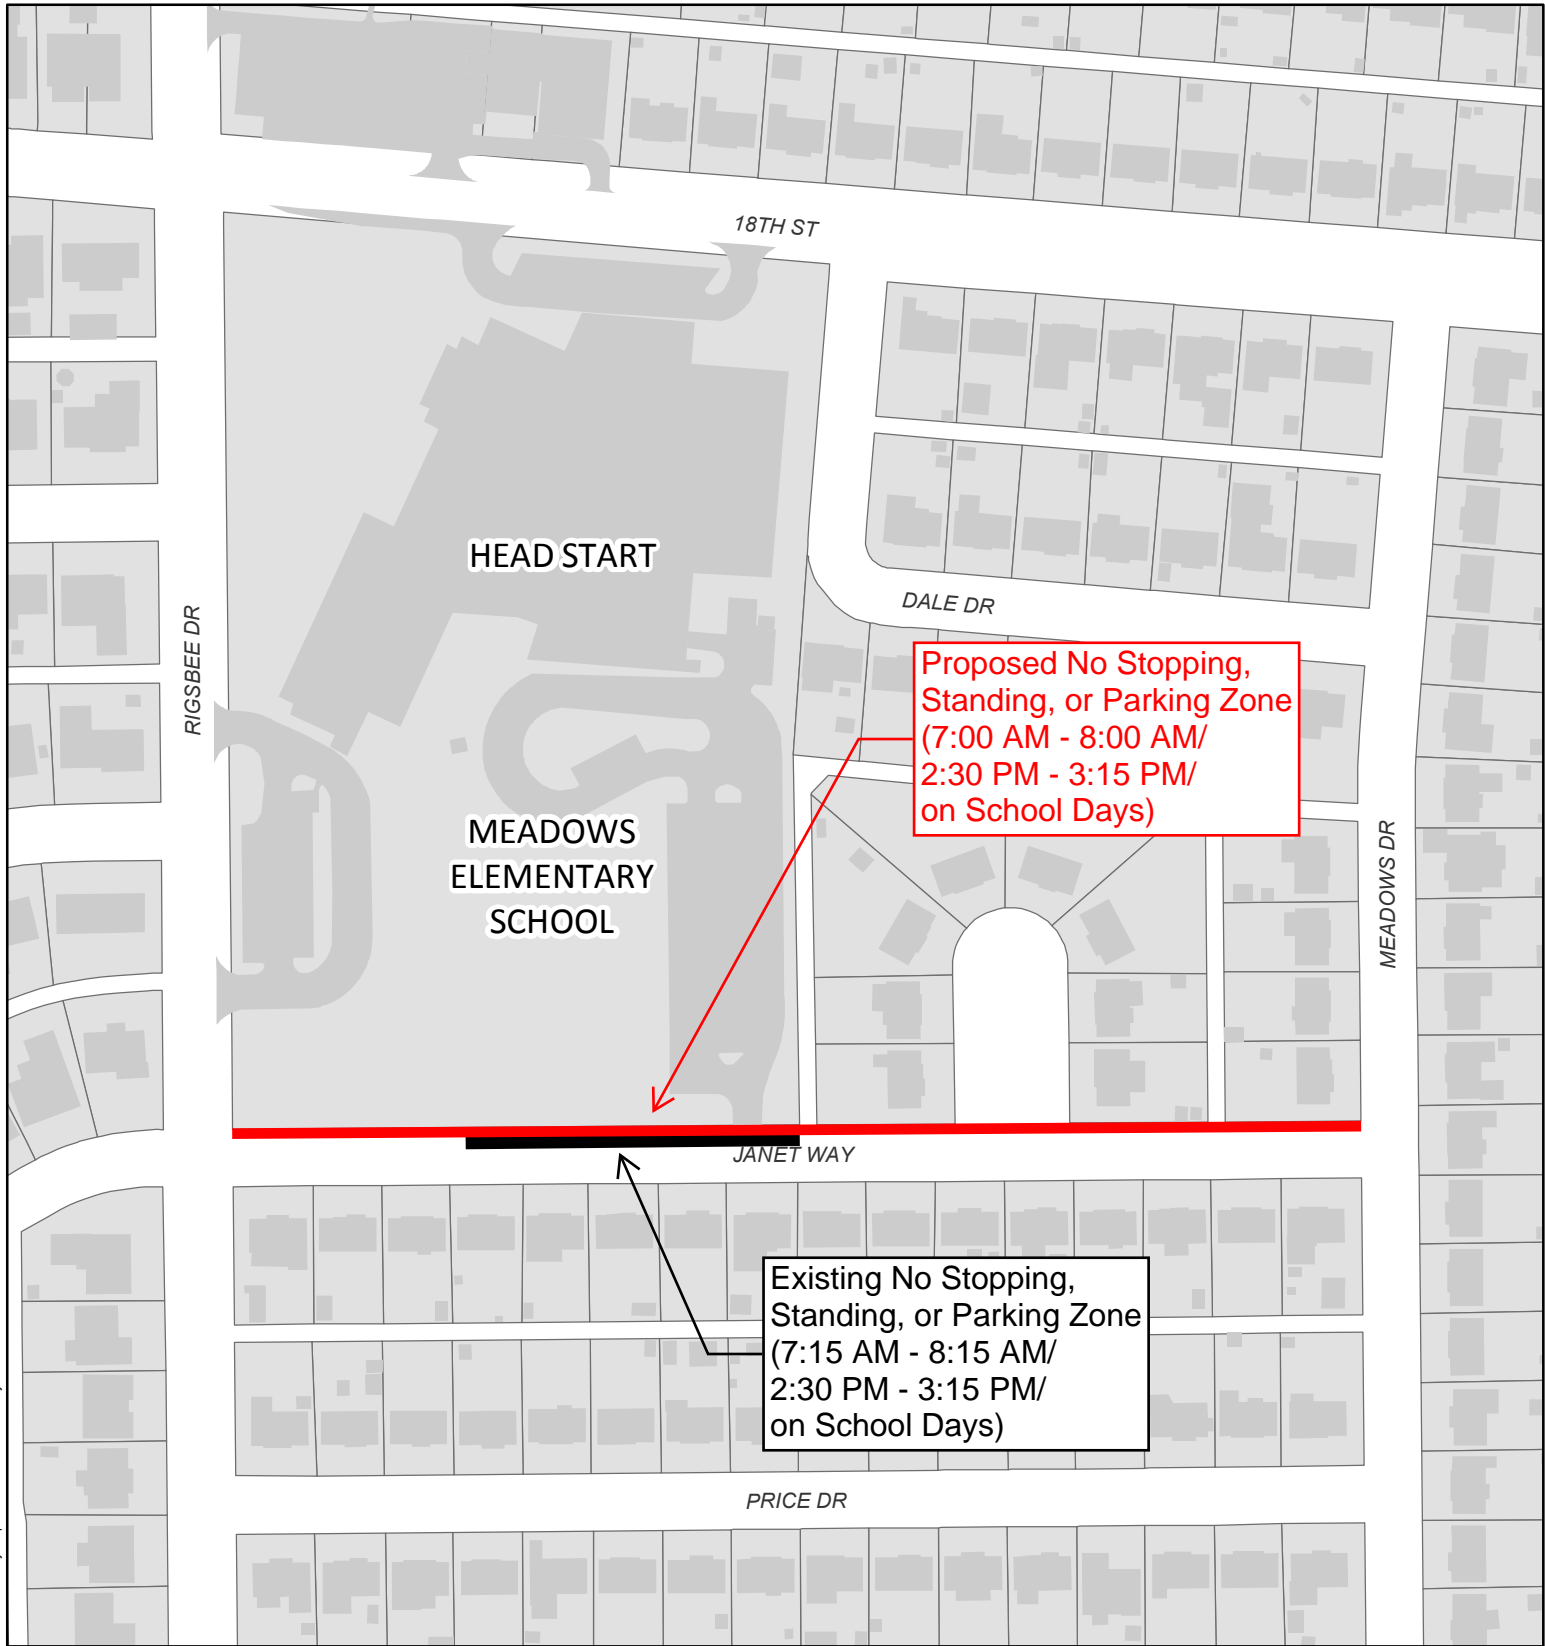 18TH ST
HEAD START
DALE DR
RIGSBEE DR
Proposed No Stopping,
Standing, or Parking Zone
(7:00 AM - 8:00 AM/
2:30 PM - 3:15 PM/
on School Days)
MEADOWS
ELEMENTARY
SCHOOL
MEADOWS DR
JANET WAY
Existing No Stopping,
Standing, or Parking Zone
(7:15 AM - 8:15 AM/
2:30 PM - 3:15 PM/
on School Days)
PRICE DR